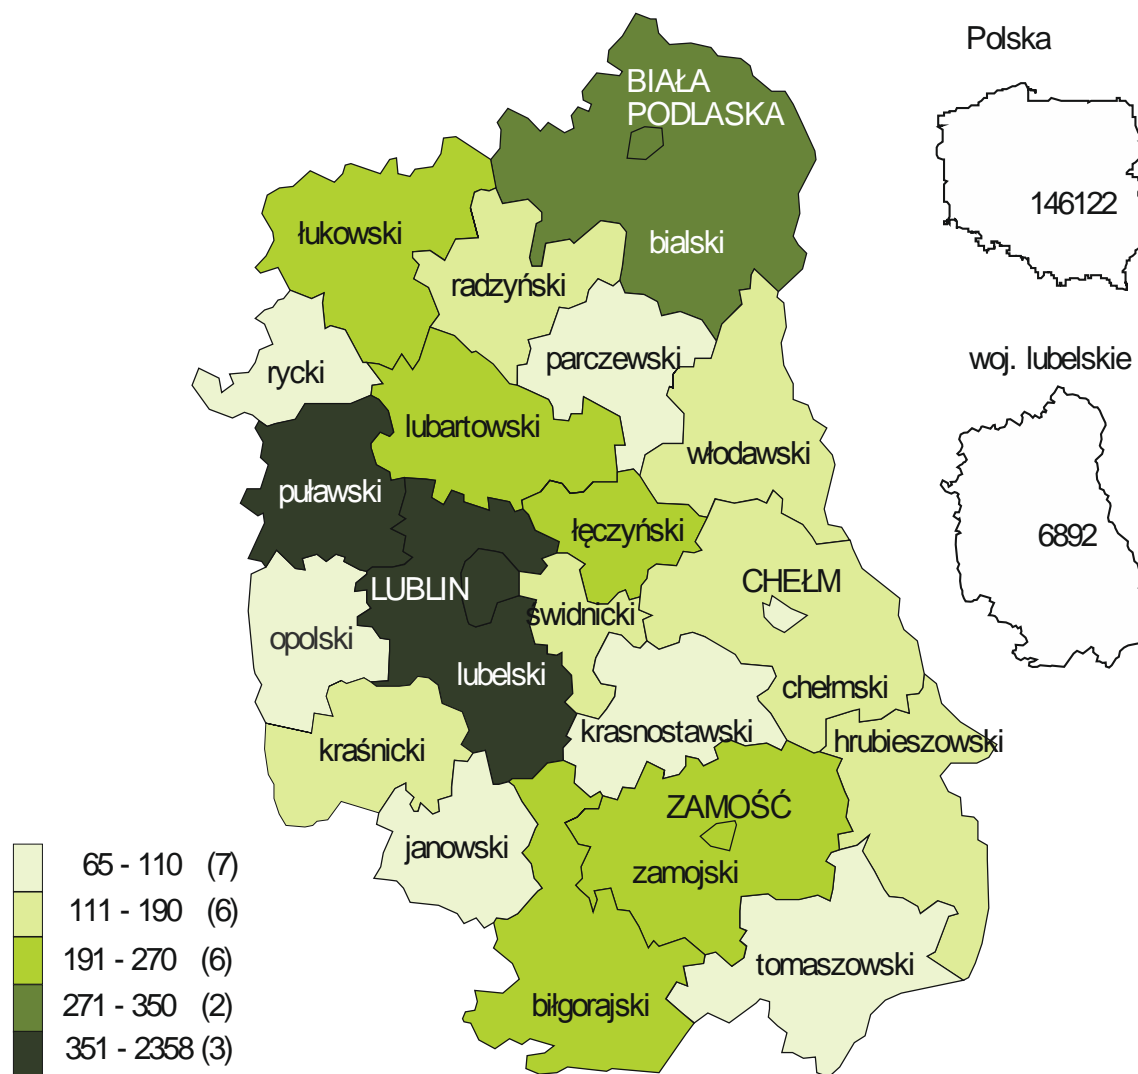 Polska
BIAŁA
PODLASKA
146122
łukowski
bialski
radzyński
parczewski
woj. lubelskie
rycki
lubartowski
włodawski
puławski
łęczyński
6892
LUBLIN
CHEŁM
świdnicki
opolski
lubelski
chełmski
krasnostawski
hrubieszowski
kraśnicki
ZAMOŚĆ
janowski
zamojski
65 - 110 (7)
111 - 190 (6)
191 - 270 (6)
271 - 350 (2)
351 - 2358 (3)
tomaszowski
biłgorajski